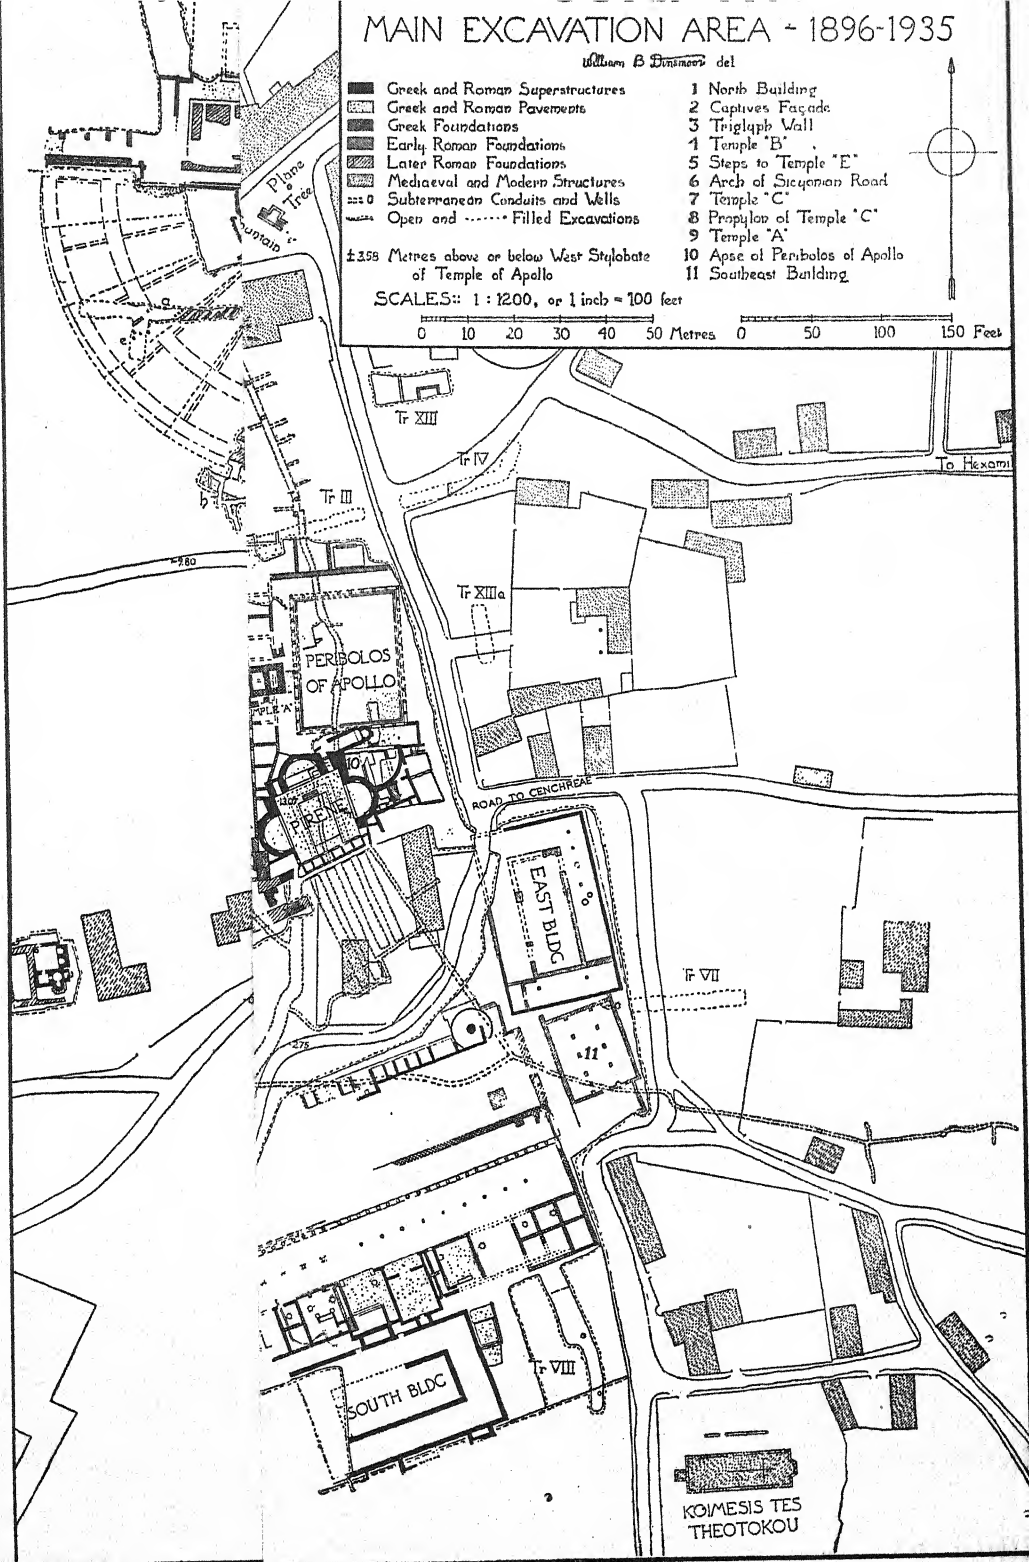 MAIN EXCAVATION AREA - 1896-1935
William B Dinsmoor del
Greek and Roman Superstructures
Greek and Roman Pavements
Greek Foundations
Early Roman Foundations
Later Roman Foundations
Mediaeval and Modern Structures
Subterranean Conduits and Wells
Open and Filled Excavations
±3.58 Metres above or below West Stylobate
of Temple of Apollo
1 North Building
2 Captives Façade
3 Triglyph Wall
4 Temple "B"
5 Steps to Temple "E"
6 Arch of Sicyonian Road
7 Temple "C"
8 Propylon of Temple "C"
9 Temple "A"
10 Apse of Peribolos of Apollo
11 Southeast Building
SCALES:: 1 : 1200, or 1 inch = 100 feet
0 10 20 30 40 50 Metres
0 50 100 150 Feet
Plane
Tree
a
e
Tr XIII
Tr IV
To Hexamil
h
Tr III
-2.80
Tr XIIIa
PERIBOLOS
OF APOLLO
MPLE "A"
10
ROAD TO CENCHREAE
PIRENE
EAST BLDG
Tr VII
11
275
Tr VIII
SOUTH BLDG
KOIMESIS TES
THEOTOKOU